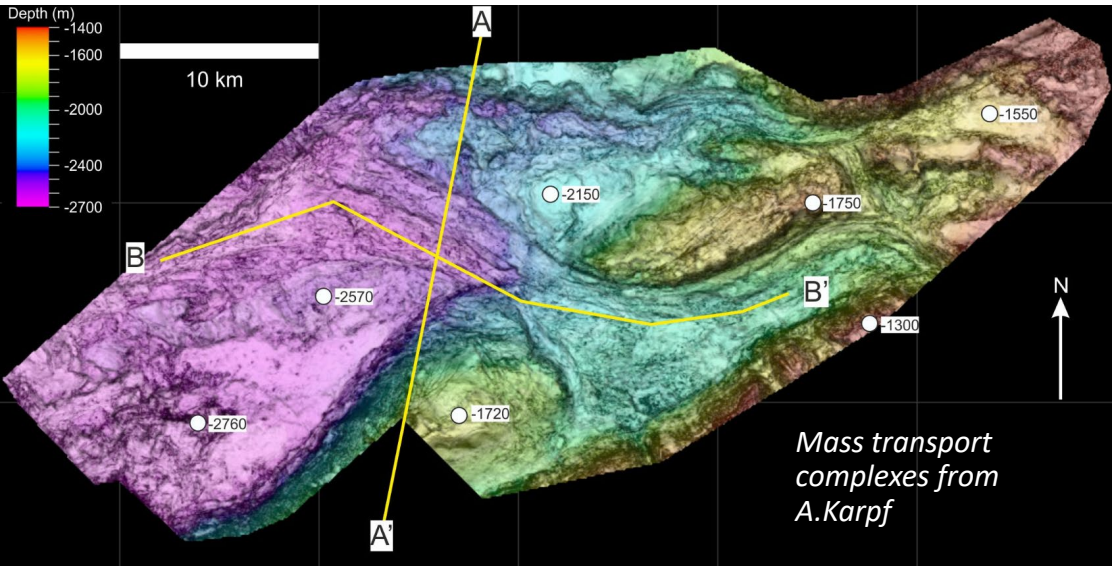 Depth (m)
-1400
-1600
-2000
-2400
-2700
10 km
A
-1550
-2150
-1750
B
-2570
B'
N
-1300
-1720
-2760
Mass transport
complexes from
A.Karpf
A'